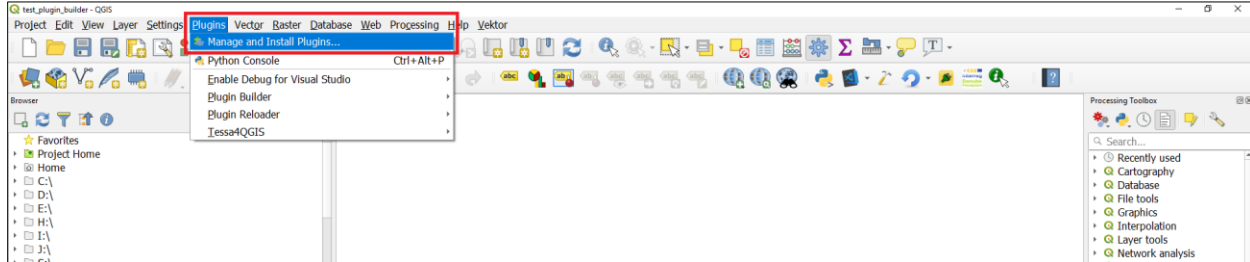 test_plugin_builder - QGIS
Project Edit View Layer Settings Plugins Vector Raster Database Web Processing Help Vektor
Manage and Install Plugins...
Python Console Ctrl+Alt+P
Enable Debug for Visual Studio
Plugin Builder
Plugin Reloader
Tessa4QGIS
Browser
Favorites
Project Home
Home
C:\
D:\
E:\
H:\
I:\
J:\
Processing Toolbox
Search...
Recently used
Cartography
Database
File tools
Graphics
Interpolation
Layer tools
Network analysis